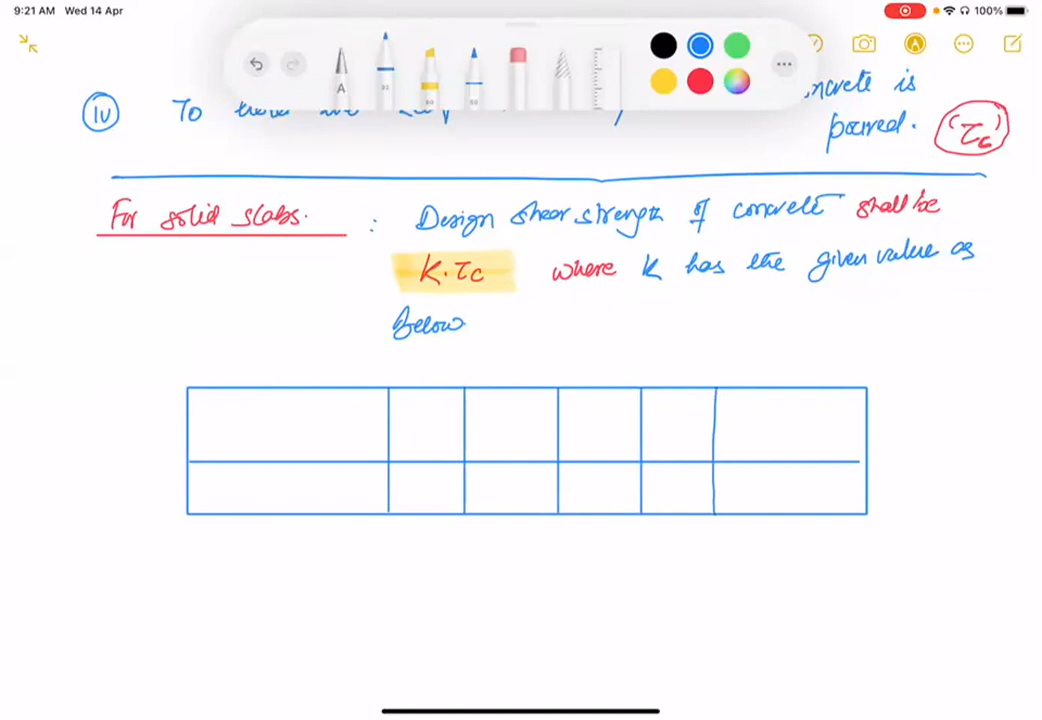 9:21 AM Wed 14 Apr
100%
(iv) To
concrete is
poured. (τc)
For solid slabs. : Design shear strength of concrete shall be
K·τc where k has the given value as
below